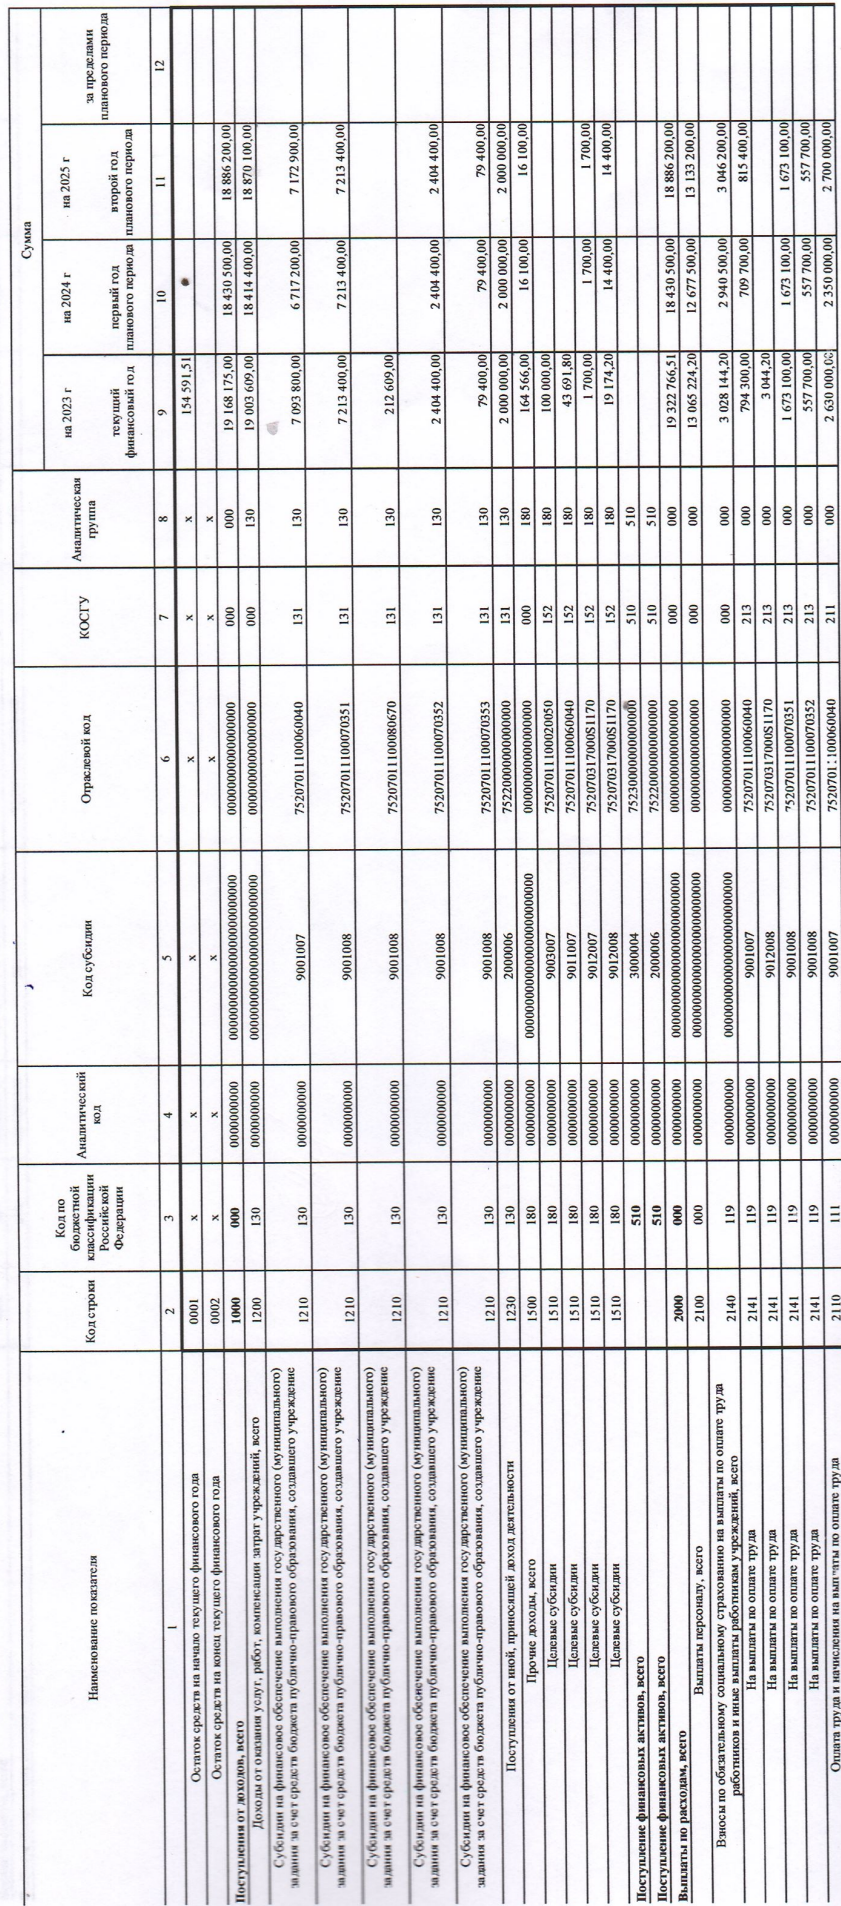 Наименование показателя Код строки Код по бюджетной классификации Российской Федерации Аналитический код Код субсидии Отраслевой код КОСГУ Аналитическая группа Сумма
на 2023 г текущий финансовый год на 2024 г первый год планового периода на 2025 г второй год планового периода за пределами планового периода
1 2 3 4 5 6 7 8 9 10 11 12
Остаток средств на начало текущего финансового года 0001 x x x x x x 154 591,51
Остаток средств на конец текущего финансового года 0002 x x x x x x
Поступления от доходов, всего 1000 000 0000000000 000 000 19 168 175,00 18 430 500,00 18 886 200,00
Доходы от оказания услуг, работ, компенсации затрат учреждений, всего 1200 130 0000000000 000 130 19 003 609,00 18 414 400,00 18 870 100,00
Субсидии на финансовое обеспечение выполнения государственного (муниципального)
задания за счет средств бюджета публично-правового образования, создавшего учреждение 1210 130 0000000000 9001007 75207011100060040 131 130 7 093 800,00 6 717 200,00 7 172 900,00
Субсидии на финансовое обеспечение выполнения государственного (муниципального)
задания за счет средств бюджета публично-правового образования, создавшего учреждение 1210 130 0000000000 9001008 75207011100070351 131 130 7 213 400,00 7 213 400,00 7 213 400,00
Субсидии на финансовое обеспечение выполнения государственного (муниципального)
задания за счет средств бюджета публично-правового образования, создавшего учреждение 1210 130 0000000000 9001008 75207011100080670 131 130 212 609,00
Субсидии на финансовое обеспечение выполнения государственного (муниципального)
задания за счет средств бюджета публично-правового образования, создавшего учреждение 1210 130 0000000000 9001008 75207011100070352 131 130 2 404 400,00 2 404 400,00 2 404 400,00
Субсидии на финансовое обеспечение выполнения государственного (муниципального)
задания за счет средств бюджета публично-правового образования, создавшего учреждение 1210 130 0000000000 9001008 75207011100070353 131 130 79 400,00 79 400,00 79 400,00
Поступления от иной, приносящей доход деятельности 1230 130 0000000000 2000006 75220000000000000 131 130 2 000 000,00 2 000 000,00 2 000 000,00
Прочие доходы, всего 1500 180 0000000000 000 180 164 566,00 16 100,00 16 100,00
Целевые субсидии 1510 180 0000000000 9003007 75207011100020050 152 180 100 000,00
Целевые субсидии 1510 180 0000000000 9011007 75207011100060040 152 180 43 691,80
Целевые субсидии 1510 180 0000000000 9012007 752070317000S1170 152 180 1 700,00 1 700,00 1 700,00
Целевые субсидии 1510 180 0000000000 9012008 752070317000S1170 152 180 19 174,20 14 400,00 14 400,00
Поступление финансовых активов, всего 510 0000000000 3000004 75230000000000000 510 510
Поступление финансовых активов, всего 510 0000000000 2000006 75220000000000000 510 510
Выплаты по расходам, всего 2000 000 0000000000 000 000 19 322 766,51 18 430 500,00 18 886 200,00
Выплаты персоналу, всего 2100 000 0000000000 000 000 13 065 224,20 12 677 500,00 13 133 200,00
Взносы по обязательному социальному страхованию на выплаты по оплате труда
работников и иные выплаты работникам учреждений, всего 2140 119 0000000000 000 000 3 028 144,20 2 940 500,00 3 046 200,00
На выплаты по оплате труда 2141 119 0000000000 9001007 75207011100060040 213 000 794 300,00 709 700,00 815 400,00
На выплаты по оплате труда 2141 119 0000000000 9012008 752070317000S1170 213 000 3 044,20
На выплаты по оплате труда 2141 119 0000000000 9001008 75207011100070351 213 000 1 673 100,00 1 673 100,00 1 673 100,00
На выплаты по оплате труда 2141 119 0000000000 9001008 75207011100070352 213 000 557 700,00 557 700,00 557 700,00
Оплата труда и начисления на выплаты по оплате труда 2110 111 0000000000 9001007 211 000 2 350 000,00 2 700 000,00